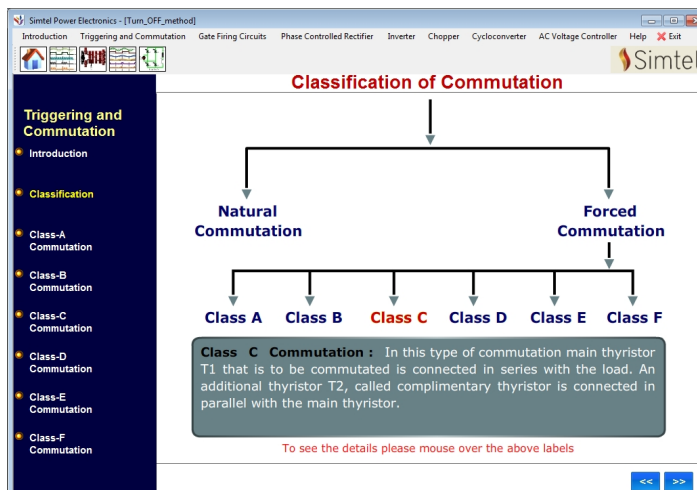 Simtel Power Electronics - [Turn_OFF_method]
Introduction Triggering and Commutation Gate Firing Circuits Phase Controlled Rectifier Inverter Chopper Cycloconverter AC Voltage Controller Help Exit
Simtel
Classification of Commutation
Triggering and
Commutation
Introduction
Classification
Class-A
Commutation
Class-B
Commutation
Class-C
Commutation
Class-D
Commutation
Class-E
Commutation
Class-F
Commutation
Natural
Commutation
Forced
Commutation
Class A Class B Class C Class D Class E Class F
Class C Commutation : In this type of commutation main thyristor
T1 that is to be commutated is connected in series with the load. An
additional thyristor T2, called complimentary thyristor is connected in
parallel with the main thyristor.
To see the details please mouse over the above labels
<< >>